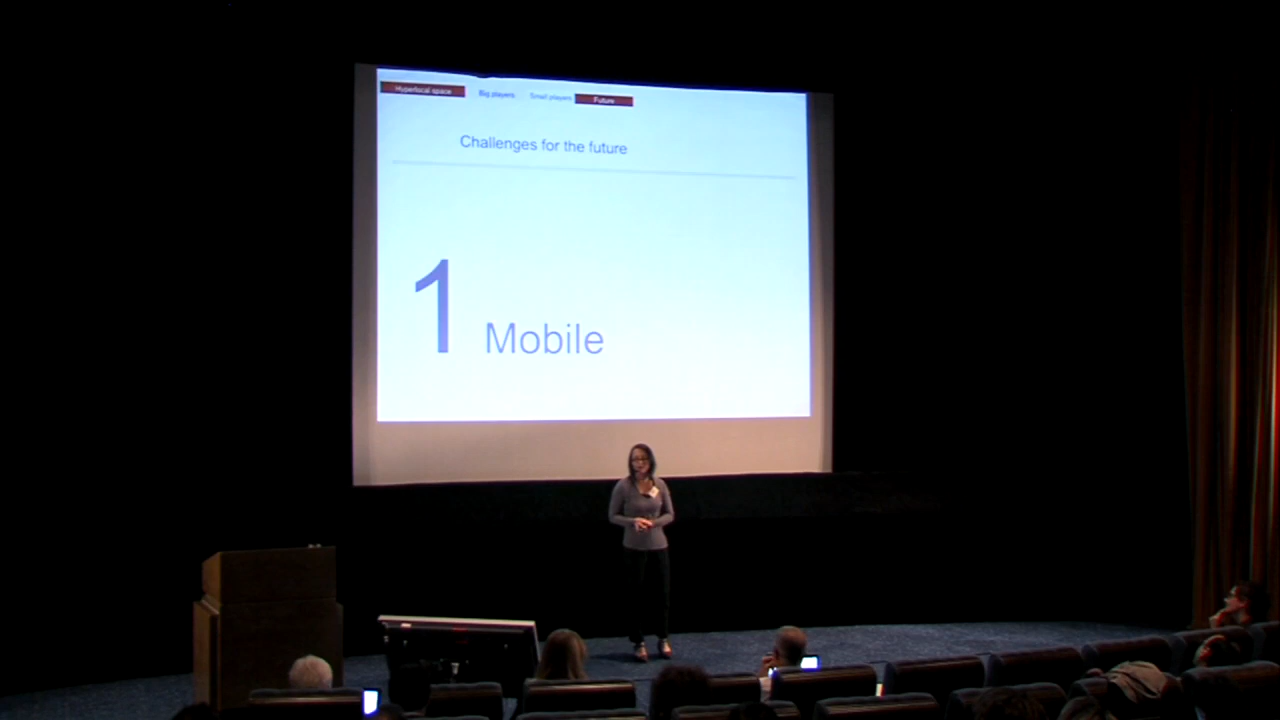 Hyperlocal space Big players Small players Future
Challenges for the future
1 Mobile